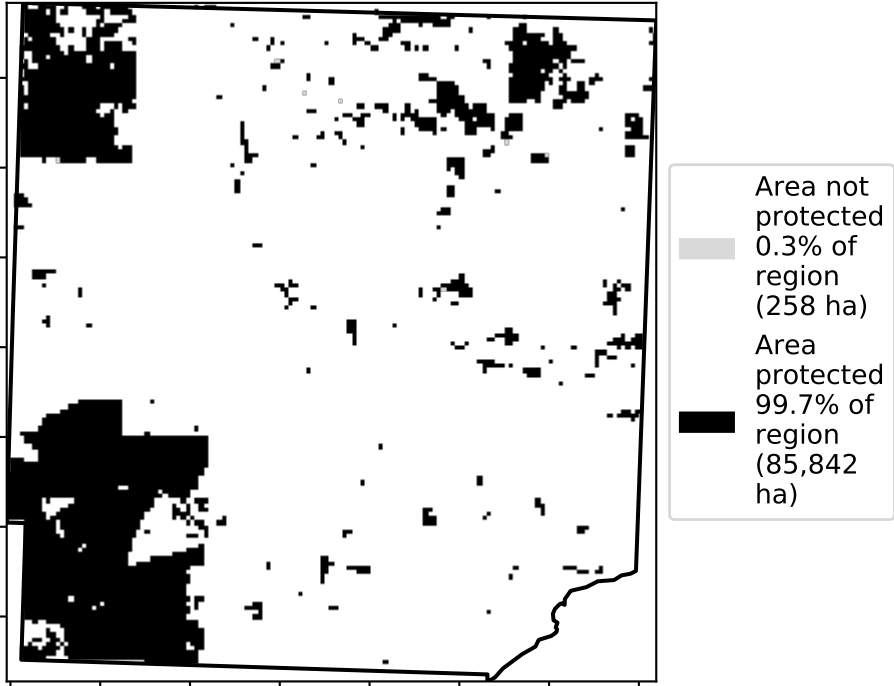 Area not
protected
0.3% of
region
(258 ha)
Area
protected
99.7% of
region
(85,842
ha)